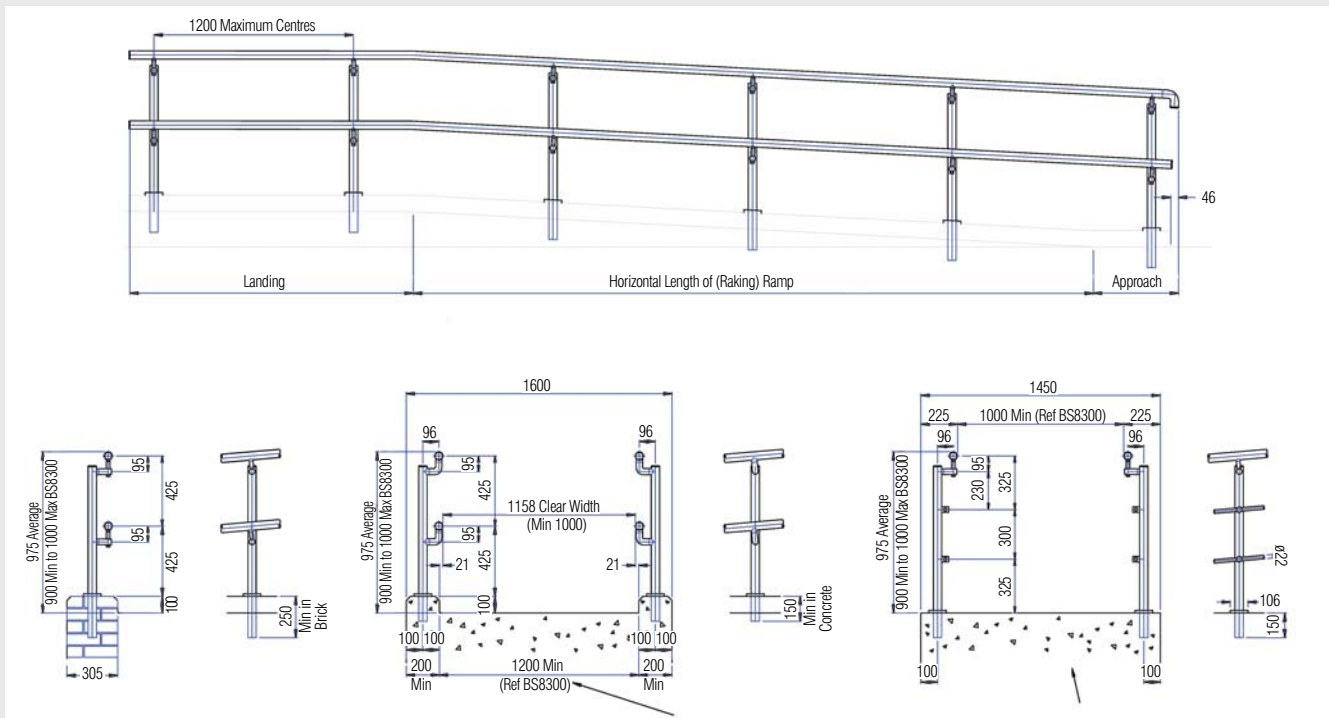 1200 Maximum Centres
46
Landing
Horizontal Length of (Raking) Ramp
Approach
975 Average
900 Min to 1000 Max BS8300
95
425
95
425
100
305
250
Min in
Brick
1600
96
96
975 Average
900 Min to 1000 Max BS8300
95
425
95
425
100
1158 Clear Width
(Min 1000)
21
21
100
100
100
100
200
Min
1200 Min
(Ref BS8300)
200
Min
150
Min in
Concrete
1450
225
1000 Min (Ref BS8300)
225
96
96
975 Average
900 Min to 1000 Max BS8300
95
230
325
300
325
100
100
Ø22
106
150